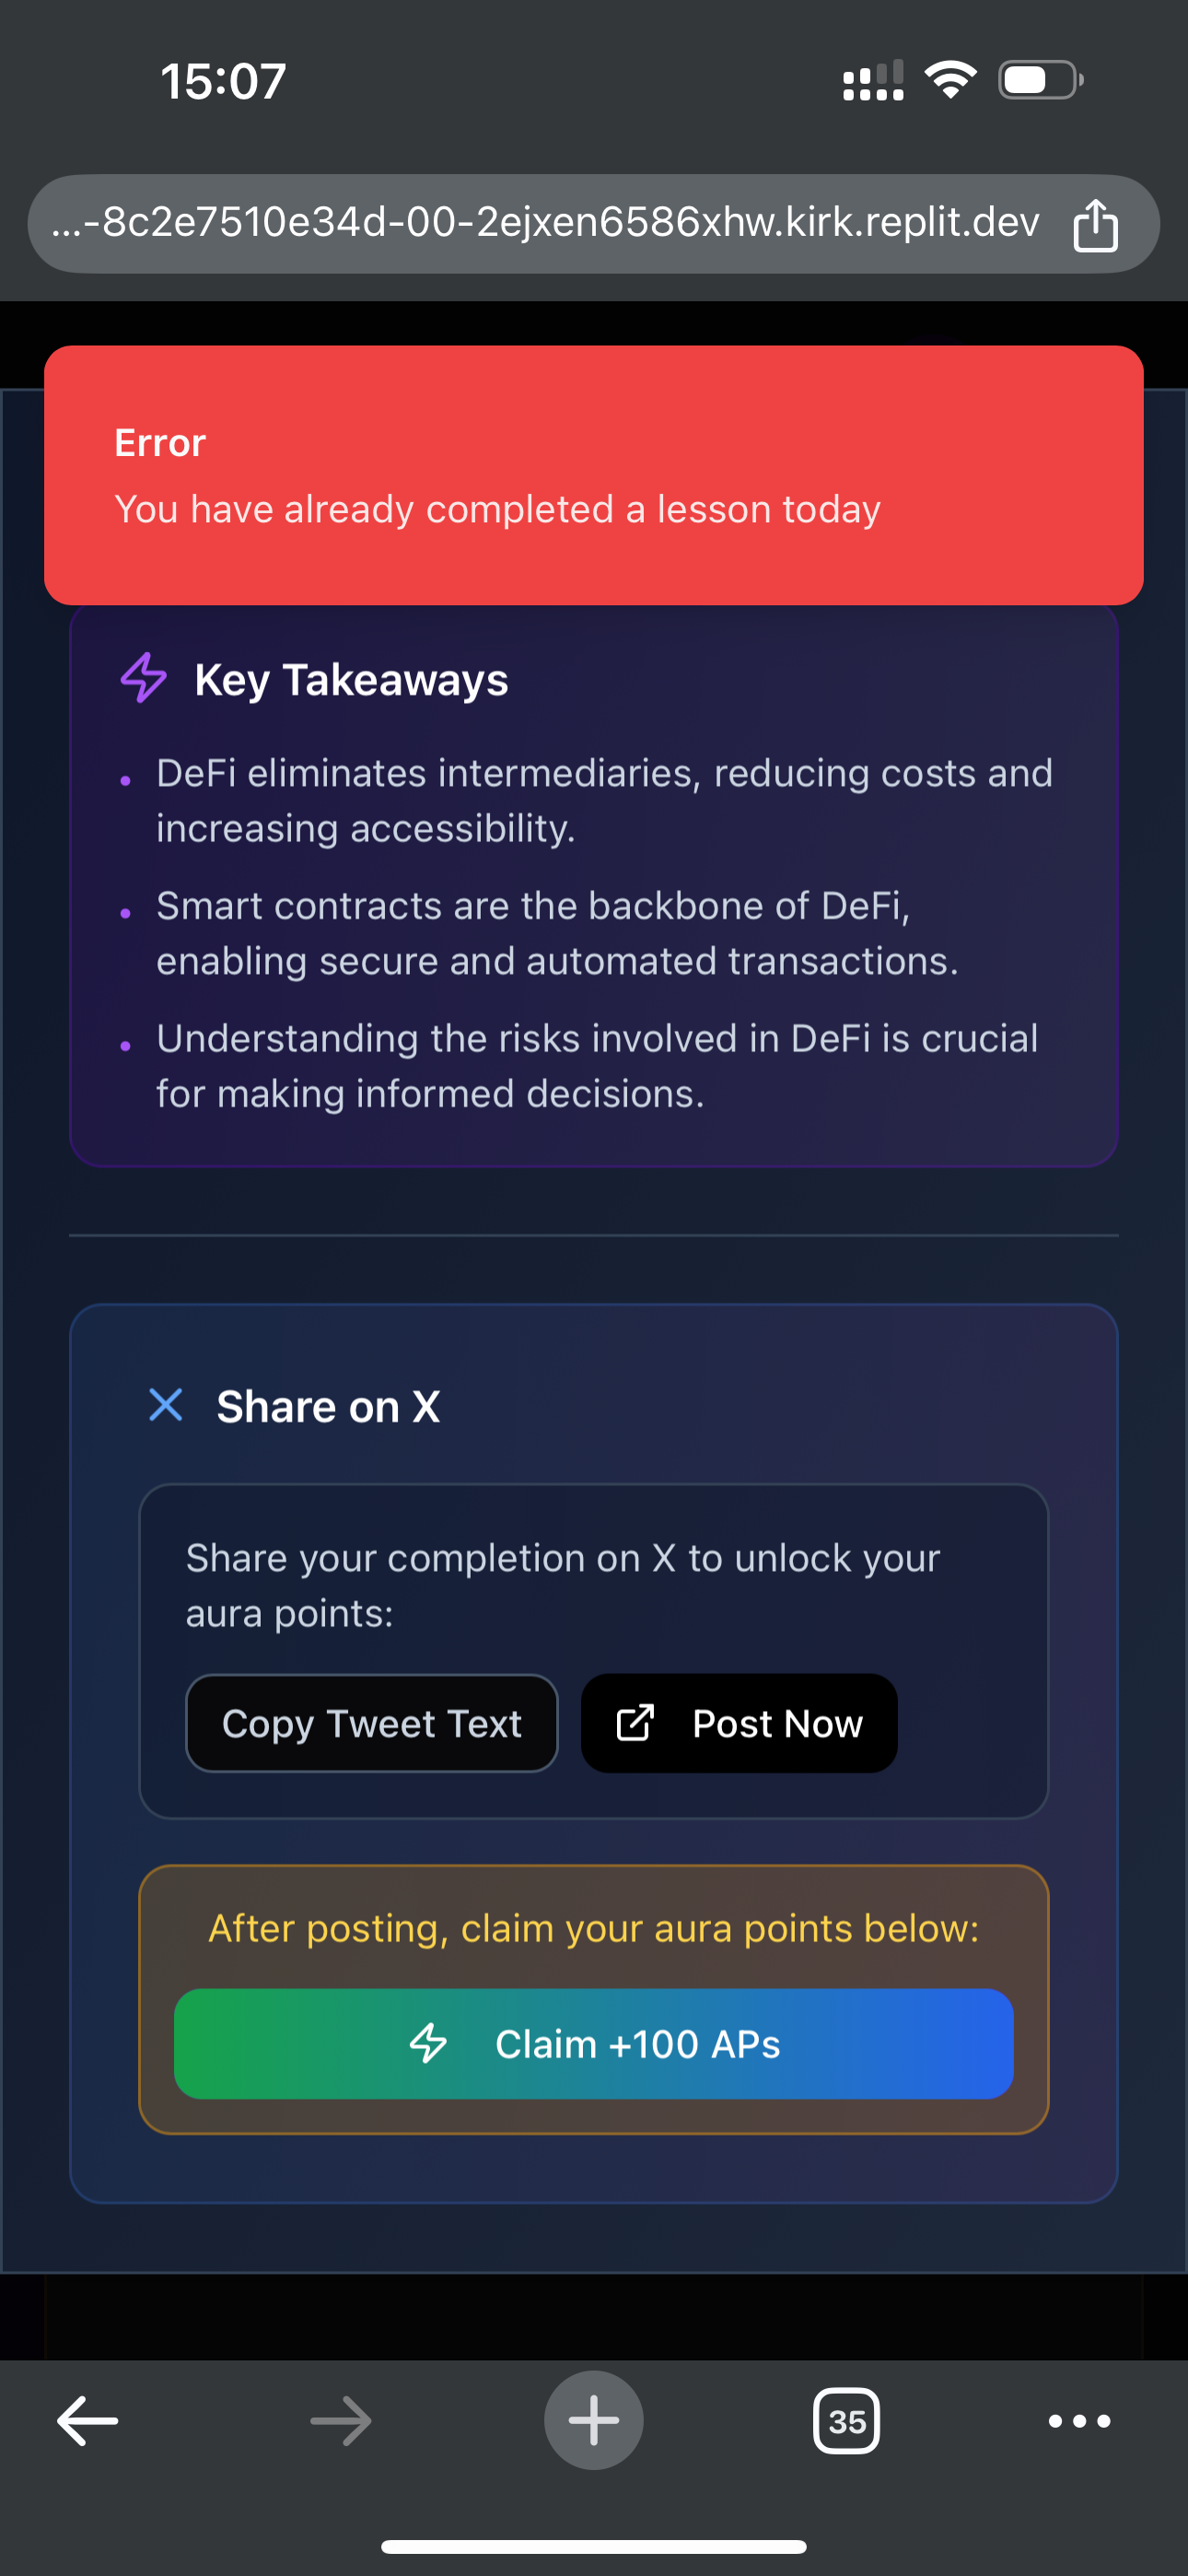 15:07
...-8c2e7510e34d-00-2ejxen6586xhw.kirk.replit.dev
Error
You have already completed a lesson today
Key Takeaways
• DeFi eliminates intermediaries, reducing costs and
increasing accessibility.
• Smart contracts are the backbone of DeFi,
enabling secure and automated transactions.
• Understanding the risks involved in DeFi is crucial
for making informed decisions.
Share on X
Share your completion on X to unlock your
aura points:
Copy Tweet Text
Post Now
After posting, claim your aura points below:
Claim +100 APs
35